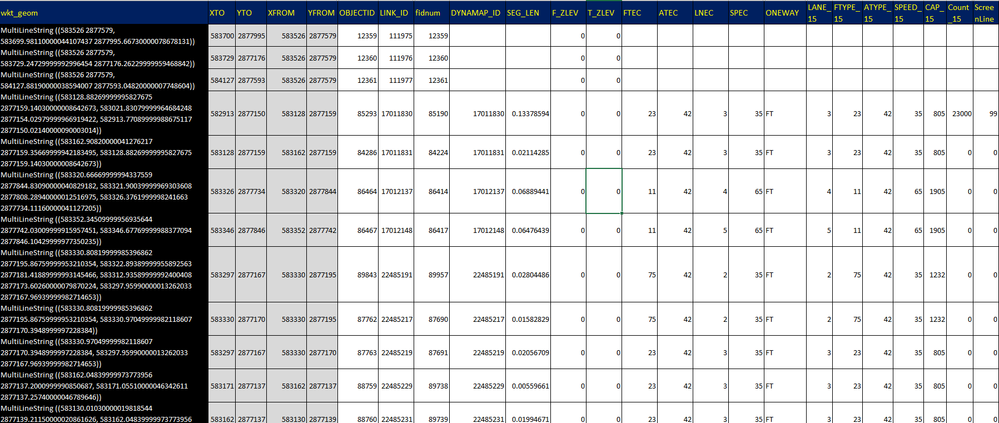 wkt_geom XTO YTO XFROM YFROM OBJECTID LINK_ID fidnum DYNAMAP_ID SEG_LEN F_ZLEV T_ZLEV FTEC ATEC LNEC SPEC ONEWAY LANE_15 FTYPE_15 ATYPE_15 SPEED_15 CAP_15 Count_15 ScreenLine
MultiLineString ((583526 2877579,
583699.98110000044107437 2877995.66730000078678131)) 583700 2877995 583526 2877579 12359 111975 12359 0 0
MultiLineString ((583526 2877579,
583729.24729999992996454 2877176.26229999959468842)) 583729 2877176 583526 2877579 12360 111976 12360 0 0
MultiLineString ((583526 2877579,
584127.88190000038594007 2877593.04820000007748604)) 584127 2877593 583526 2877579 12361 111977 12361 0 0
MultiLineString ((583128.88269999995827675
2877159.14030000008642673, 583021.83079999964684248
2877154.02979999966919422, 582913.77089999988675117
2877150.02140000090003014)) 582913 2877150 583128 2877159 85293 17011830 85190 17011830 0.13378594 0 0 23 42 3 35 FT 3 23 42 35 805 23000 99
MultiLineString ((583162.90820000041276217
2877159.35669999942183495, 583128.88269999995827675
2877159.14030000008642673)) 583128 2877159 583162 2877159 84286 17011831 84224 17011831 0.02114285 0 0 23 42 3 35 FT 3 23 42 35 805 0 0
MultiLineString ((583320.66669999994337559
2877844.83090000040829182, 583321.90039999969303608
2877808.28940000012516975, 583326.3761999998241663
2877734.11160000041127205)) 583326 2877734 583320 2877844 86464 17012137 86414 17012137 0.06889441 0 0 11 42 4 65 FT 4 11 42 65 1905 0 0
MultiLineString ((583352.34509999956935644
2877742.03009999915957451, 583346.67769999988377094
2877846.10429999977350235)) 583346 2877846 583352 2877742 86467 17012148 86417 17012148 0.06476439 0 0 11 42 5 65 FT 5 11 42 65 1905 0 0
MultiLineString ((583330.80819999985396862
2877195.86759999953210354, 583322.89389999955892563
2877181.41889999993145466, 583312.93589999992400408
2877173.60260000079870224, 583297.95990000013262033
2877167.96939999982714653)) 583297 2877167 583330 2877195 89843 22485191 89957 22485191 0.02804486 0 0 75 42 2 35 FT 2 75 42 35 1232 0 0
MultiLineString ((583330.80819999985396862
2877195.86759999953210354, 583330.97049999982118607
2877170.3948999997228384)) 583330 2877170 583330 2877195 87762 22485217 87690 22485217 0.01582829 0 0 75 42 2 35 FT 2 75 42 35 1232 0 0
MultiLineString ((583330.97049999982118607
2877170.3948999997228384, 583297.95990000013262033
2877167.96939999982714653)) 583297 2877167 583330 2877170 87763 22485219 87691 22485219 0.02056709 0 0 23 42 3 35 FT 3 23 42 35 805 0 0
MultiLineString ((583162.04839999973773956
2877137.2000999990850687, 583171.05510000046342611
2877137.25740000046789646)) 583171 2877137 583162 2877137 88759 22485229 89738 22485229 0.00559661 0 0 23 42 3 35 FT 3 23 42 35 805 0 0
MultiLineString ((583130.01030000019818544
2877139.21150000020861626, 583162.04839999973773956 583162 2877137 583130 2877139 88760 22485231 89739 22485231 0.01994671 0 0 23 42 3 35 FT 3 23 42 35 805 0 0